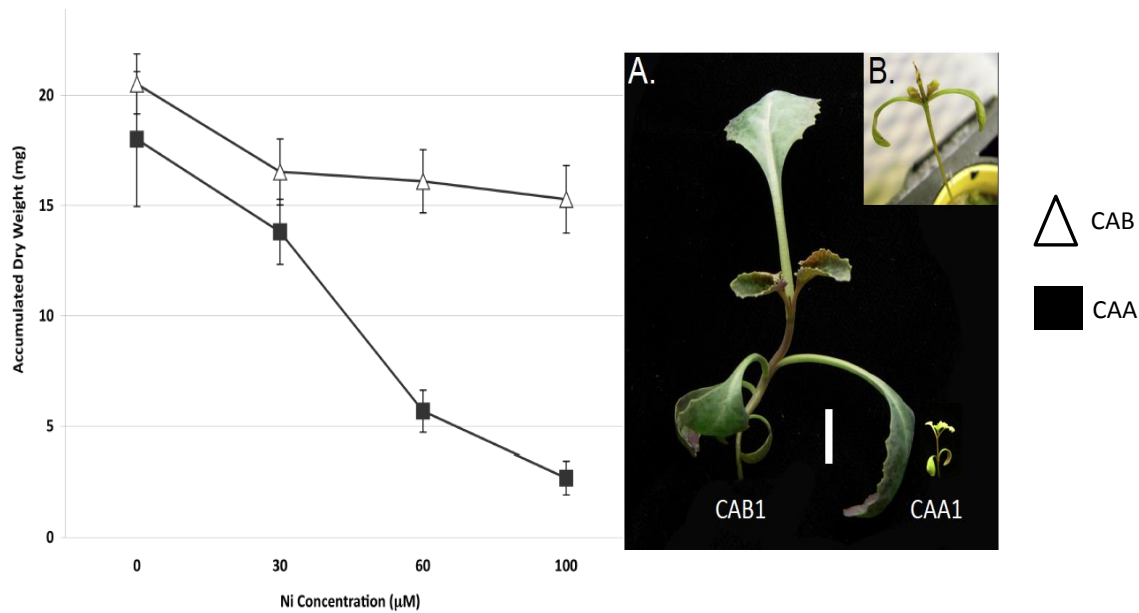 Accumulated Dry Weight (mg)
20
15
10
5
0
0 30 60 100
Ni Concentration (µM)
A.
B.
CAB1
CAA1
CAB
CAA